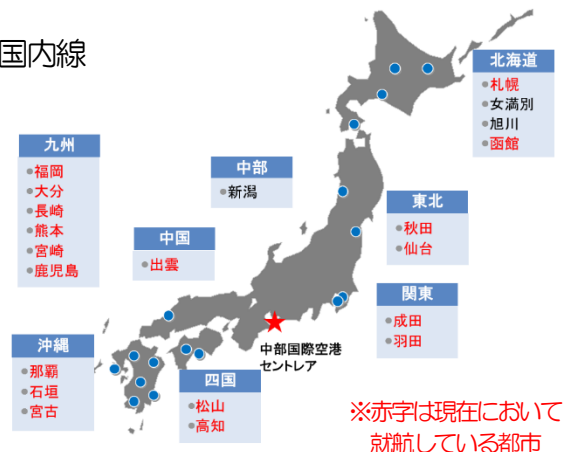 国内線
北海道
●札幌
●女満別
●旭川
●函館
九州
●福岡
●大分
●長崎
●熊本
●宮崎
●鹿児島
中部
●新潟
東北
●秋田
●仙台
中国
●出雲
関東
●成田
●羽田
中部国際空港
セントレア
沖縄
●那覇
●石垣
●宮古
四国
●松山
●高知
※赤字は現在において
就航している都市